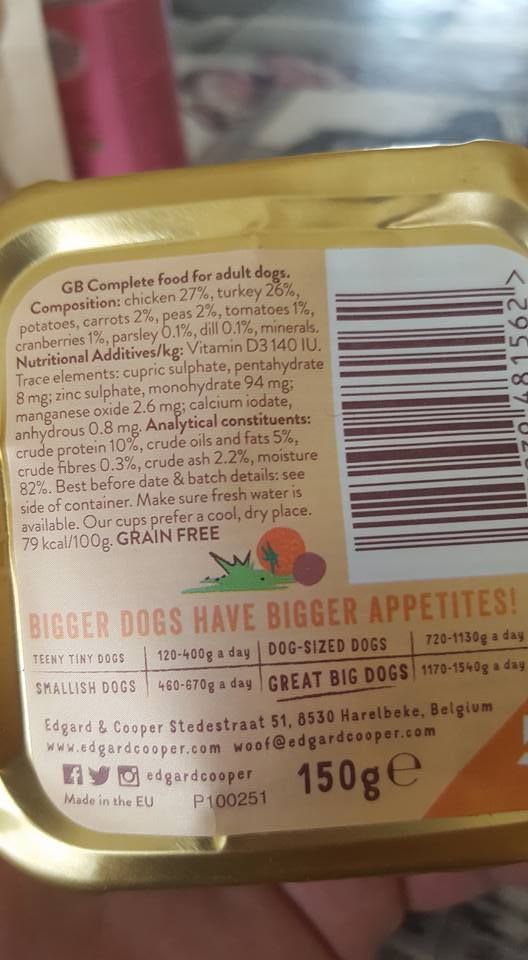 GB Complete food for adult dogs.
Composition: chicken 27%, turkey 26%,
potatoes, carrots 2%, peas 2%, tomatoes 1%,
cranberries 1%, parsley 0.1%, dill 0.1%, minerals.
Nutritional Additives/kg: Vitamin D3 140 IU.
Trace elements: cupric sulphate, pentahydrate
8 mg; zinc sulphate, monohydrate 94 mg;
manganese oxide 2.6 mg; calcium iodate,
anhydrous 0.8 mg. Analytical constituents:
crude protein 10%, crude oils and fats 5%,
crude fibres 0.3%, crude ash 2.2%, moisture
82%. Best before date & batch details: see
side of container. Make sure fresh water is
available. Our cups prefer a cool, dry place.
79 kcal/100g. GRAIN FREE
BIGGER DOGS HAVE BIGGER APPETITES!
TEENY TINY DOGS 120-400g a day DOG-SIZED DOGS 720-1130g a day
SMALLISH DOGS 460-670g a day GREAT BIG DOGS 1170-1540g a day
Edgard & Cooper Stedestraat 51, 8530 Harelbeke, Belgium
www.edgardcooper.com woof@edgardcooper.com
edgardcooper 150g e
Made in the EU P100251